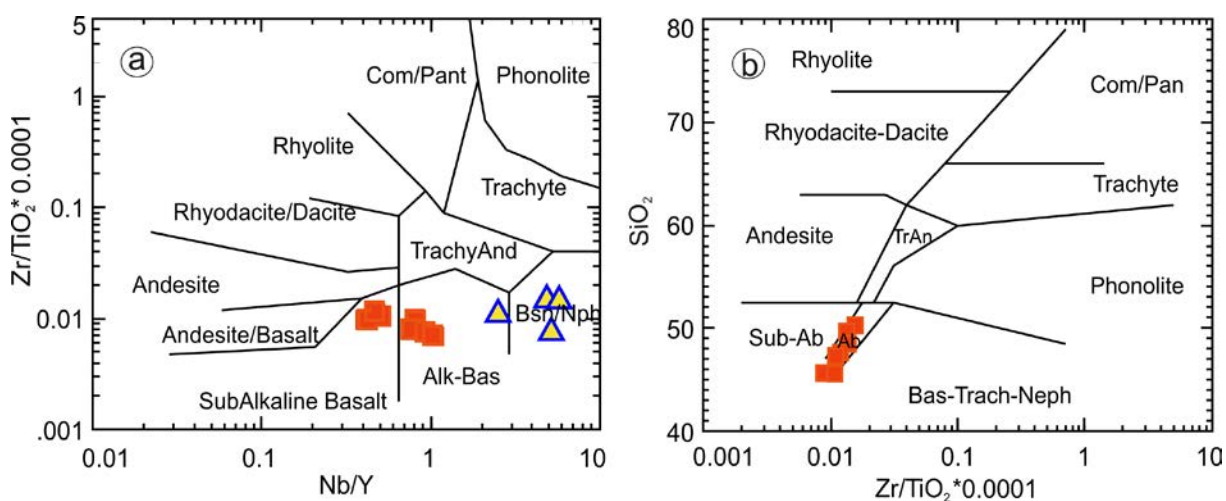 a
5
1
0.1
0.01
.001
Zr/TiO2* 0.0001
Com/Pant
Phonolite
Rhyolite
Trachyte
Rhyodacite/Dacite
TrachyAnd
Andesite
Bsn/Nph
Andesite/Basalt
Alk-Bas
SubAlkaline Basalt
0.01
0.1
1
10
Nb/Y
b
80
70
60
50
40
SiO2
Rhyolite
Com/Pan
Rhyodacite-Dacite
Trachyte
Andesite
TrAn
Phonolite
Sub-Ab
Ab
Bas-Trach-Neph
0.001
0.01
0.1
1
10
Zr/TiO2*0.0001